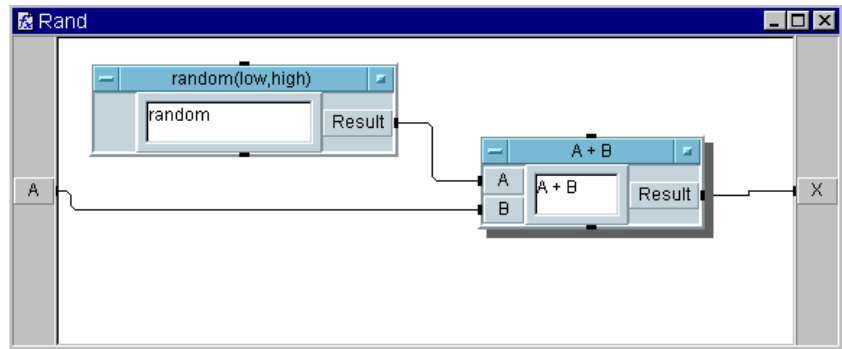 Rand
random(low,high)
random
Result
A + B
A
A + B
Result
B
A
X